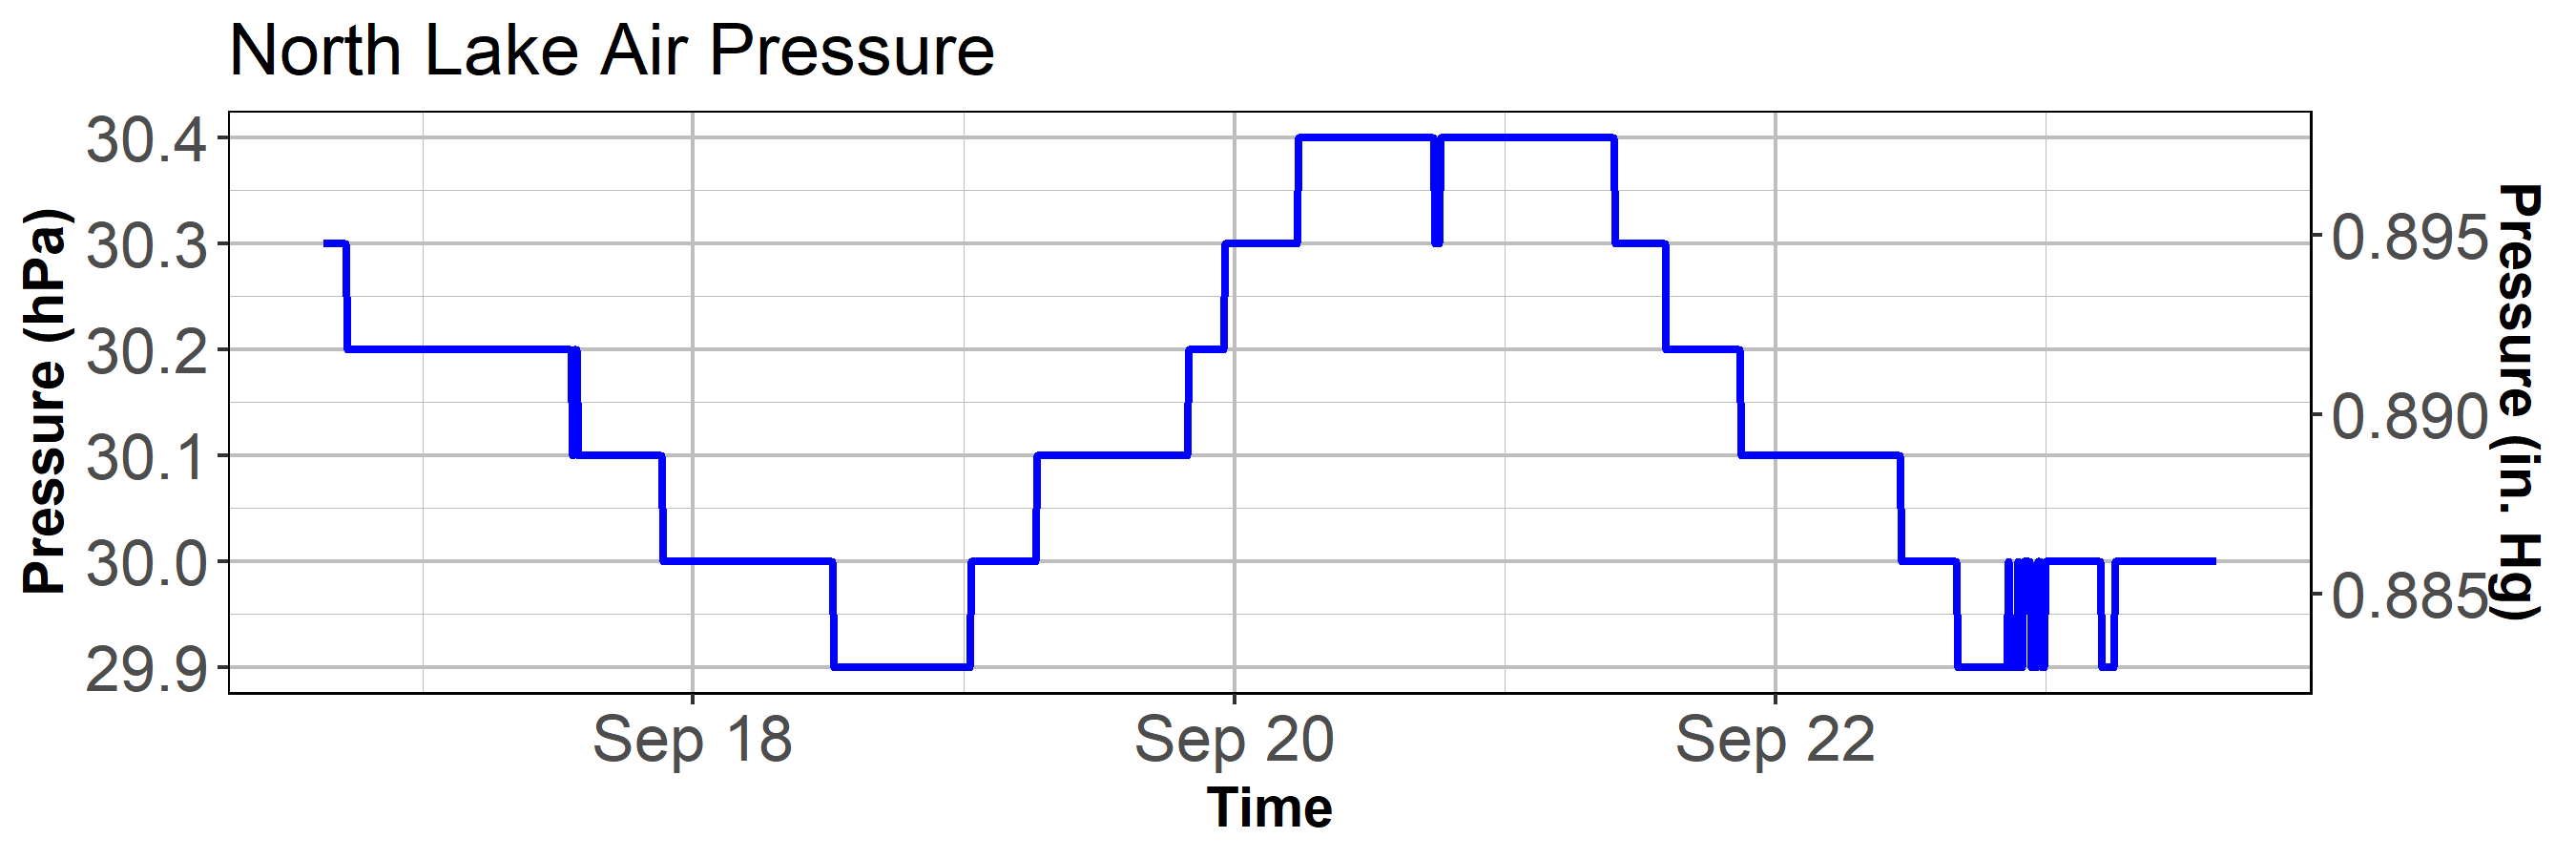 North Lake Air Pressure
Pressure (hPa)
30.4
30.3
30.2
30.1
30.0
29.9
0.895
0.890
0.885
Pressure (in. Hg)
Sep 18
Sep 20
Sep 22
Time